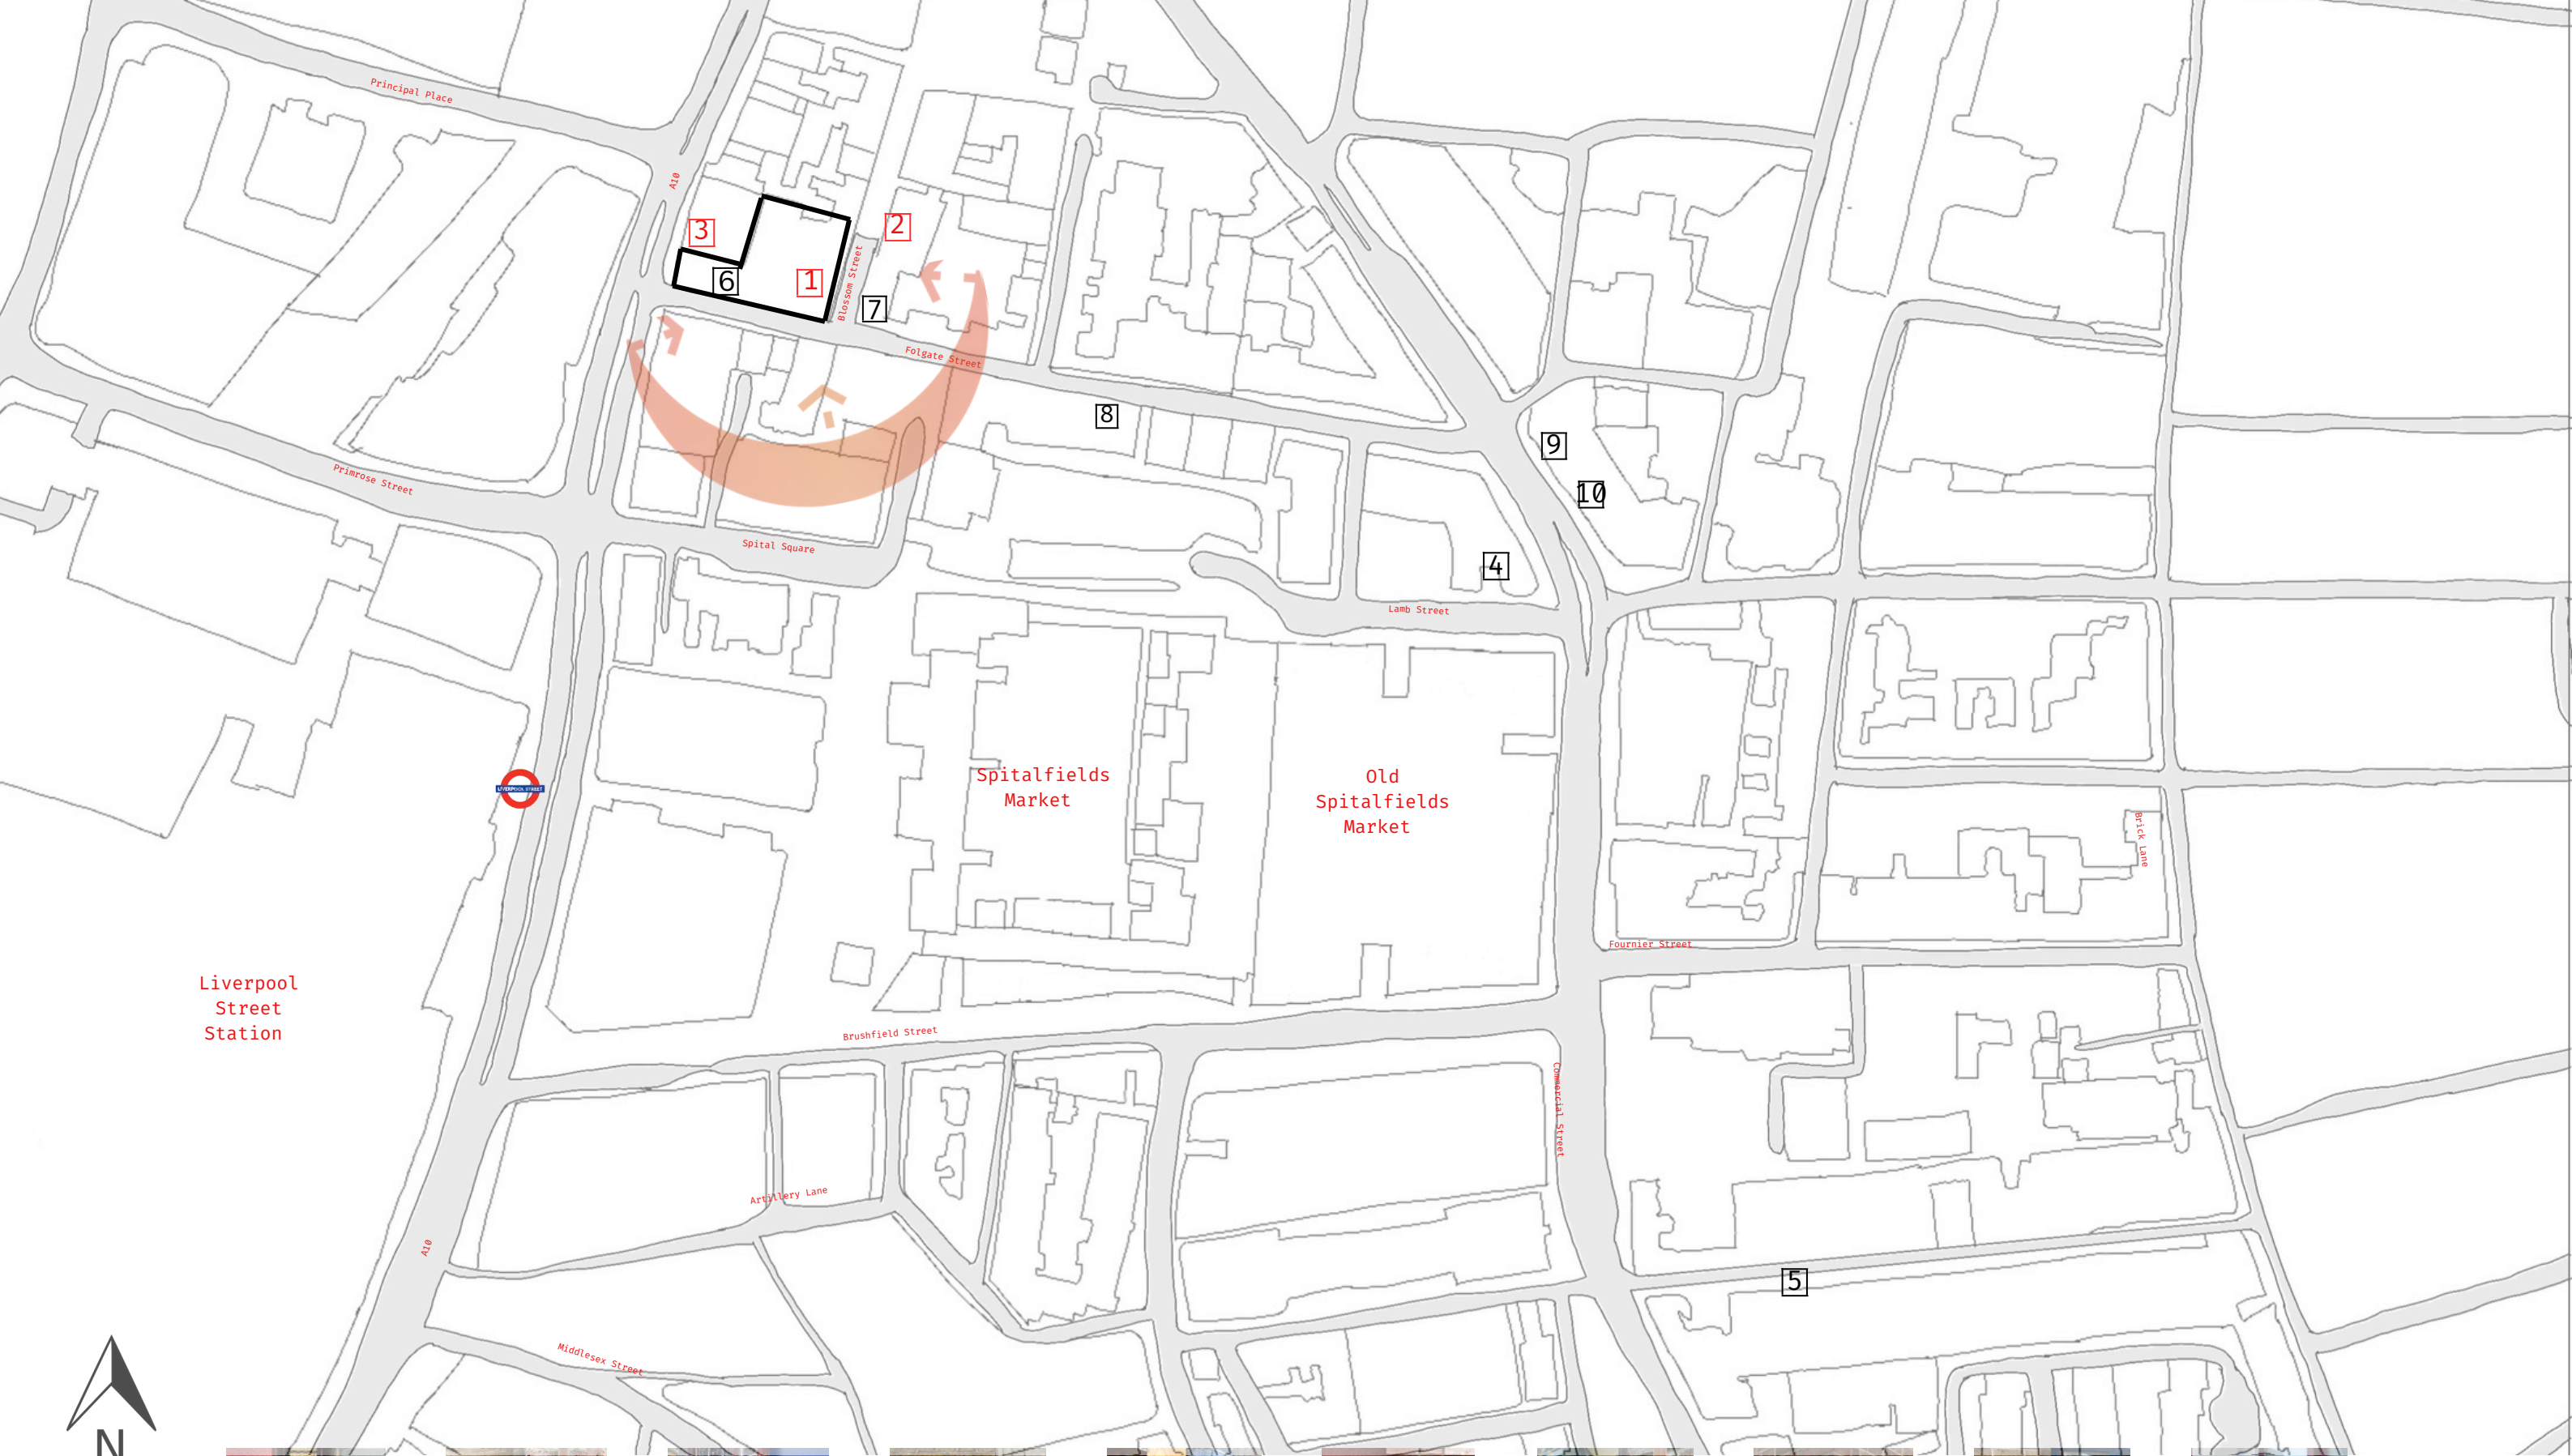 Principal Place
A10
3
2
6
1
Blossom Street
7
Folgate Street
8
9
10
Primrose Street
Spital Square
4
Lamb Street
LIVERPOOL STREET
Spitalfields
Market
Old
Spitalfields
Market
Brick Lane
Fournier Street
Liverpool
Street
Station
Brushfield Street
Commercial Street
Artillery Lane
A10
5
Middlesex Street
N